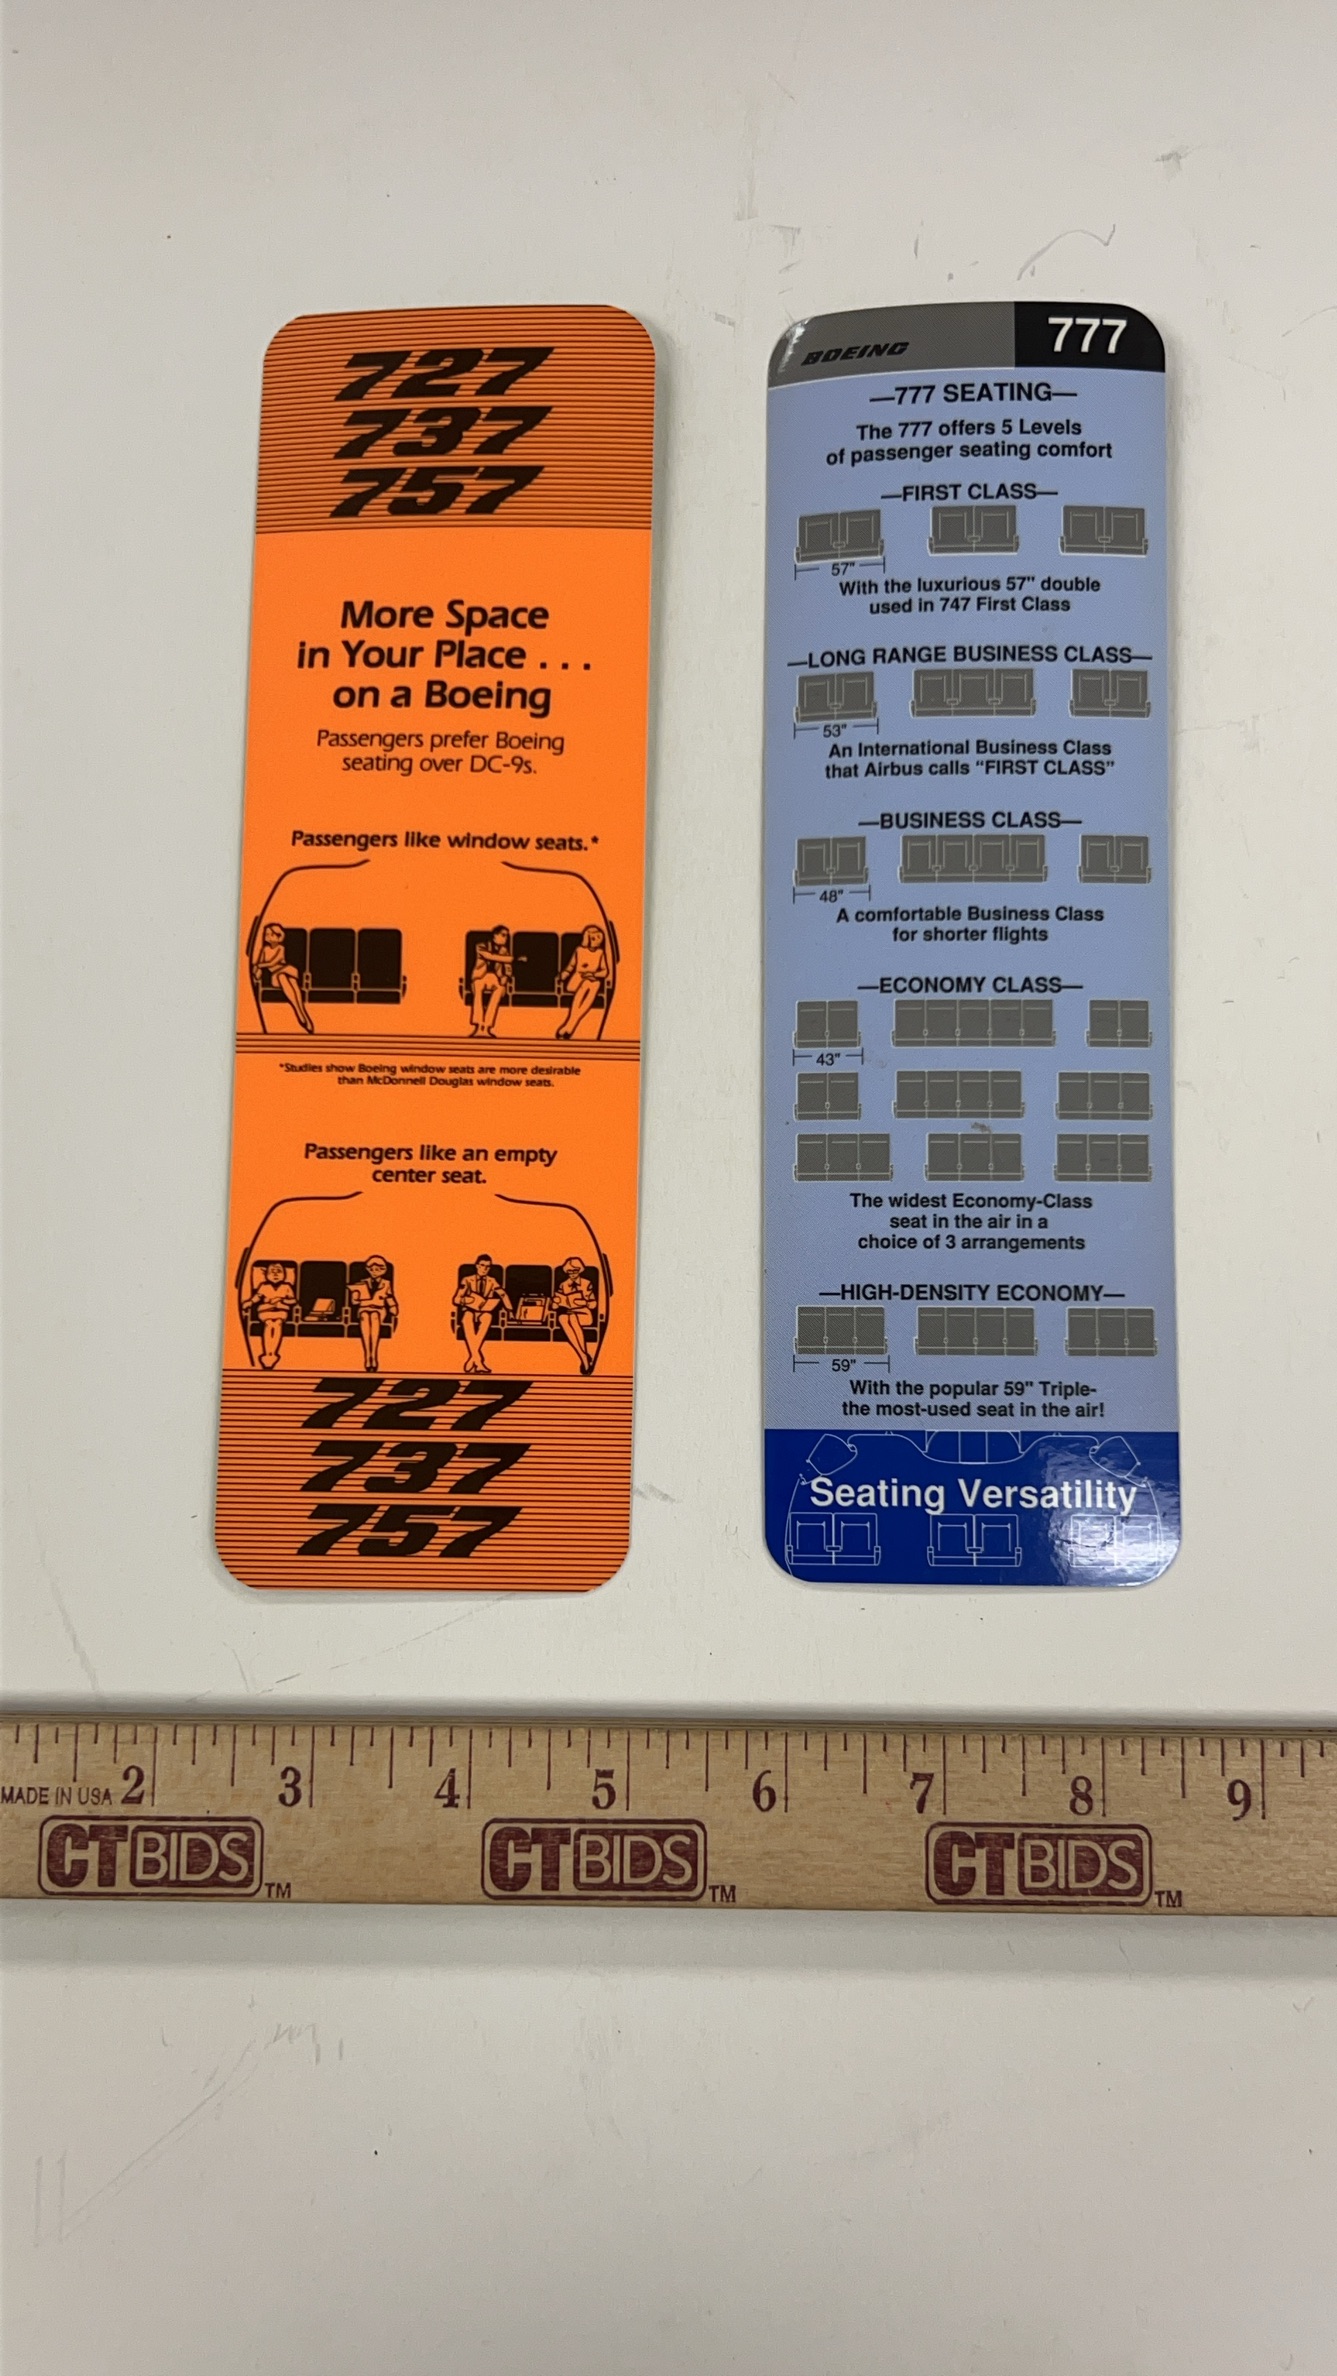 727
737
757
More Space
in Your Place . . .
on a Boeing
Passengers prefer Boeing
seating over DC-9s.
Passengers like window seats.*
*Studies show Boeing window seats are more desirable
than McDonnell Douglas window seats.
Passengers like an empty
center seat.
727
737
757
BOEING
777
—777 SEATING—
The 777 offers 5 Levels
of passenger seating comfort
—FIRST CLASS—
57"
With the luxurious 57" double
used in 747 First Class
—LONG RANGE BUSINESS CLASS—
53"
An International Business Class
that Airbus calls “FIRST CLASS”
—BUSINESS CLASS—
48"
A comfortable Business Class
for shorter flights
—ECONOMY CLASS—
43"
The widest Economy-Class
seat in the air in a
choice of 3 arrangements
—HIGH-DENSITY ECONOMY—
59"
With the popular 59" Triple-
the most-used seat in the air!
Seating Versatility
MADE IN USA 2 3 4 5 6 7 8 9
CTBIDS™ CTBIDS™ CTBIDS™